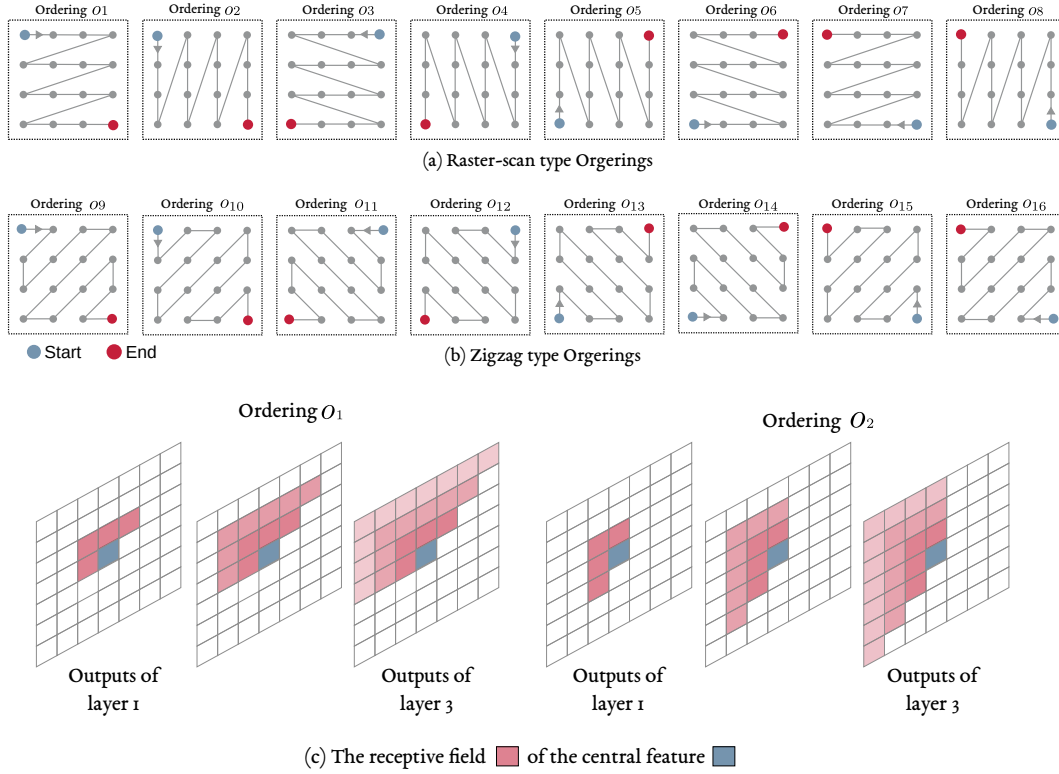 Ordering o1 Ordering o2 Ordering o3 Ordering o4 Ordering o5 Ordering o6 Ordering o7 Ordering o8
(a) Raster-scan type Orgerings
Ordering o9 Ordering o10 Ordering o11 Ordering o12 Ordering o13 Ordering o14 Ordering o15 Ordering o16
Start End
(b) Zigzag type Orgerings
Ordering O1 Ordering O2
Outputs of layer 1
Outputs of layer 3
Outputs of layer 1
Outputs of layer 3
(c) The receptive field of the central feature